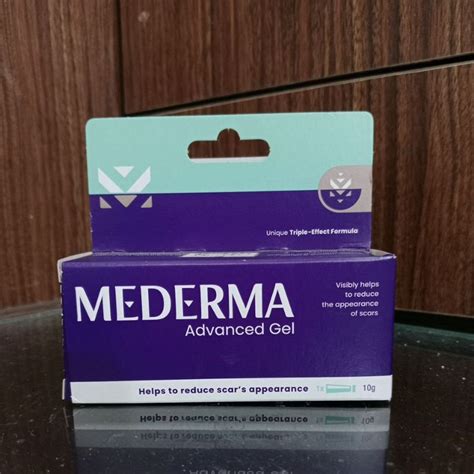 Unique Triple-Effect Formula
MEDERMA
Advanced Gel
Visibly helps
to reduce
the appearance
of scars
Helps to reduce scar's appearance
1x
10g